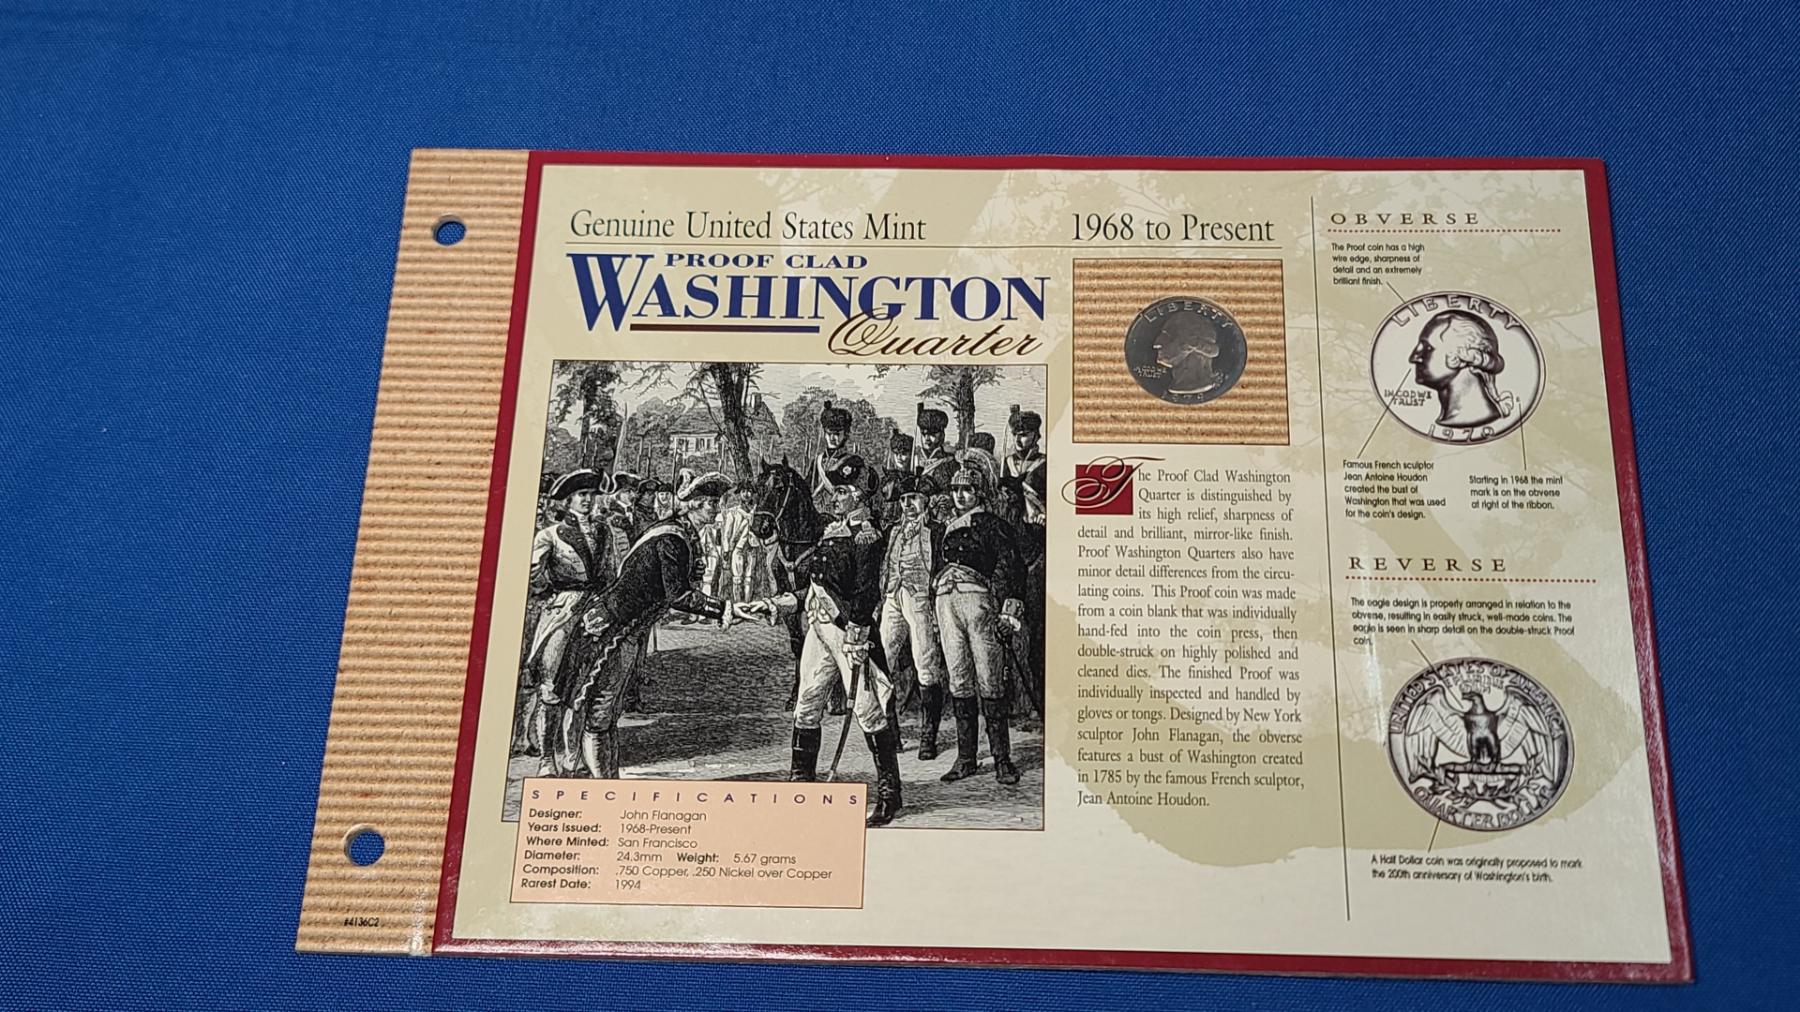 Genuine United States Mint
1968 to Present
PROOF CLAD
WASHINGTON
Quarter
LIBERTY
IN GOD WE
TRUST
The Proof Clad Washington
Quarter is distinguished by
its high relief, sharpness of
detail and brilliant, mirror-like finish.
Proof Washington Quarters also have
minor detail differences from the circu-
lating coins. This Proof coin was made
from a coin blank that was individually
hand-fed into the coin press, then
double-struck on highly polished and
cleaned dies. The finished Proof was
individually inspected and handled by
gloves or tongs. Designed by New York
sculptor John Flanagan, the obverse
features a bust of Washington created
in 1785 by the famous French sculptor,
Jean Antoine Houdon.
SPECIFICATIONS
Designer: John Flanagan
Years Issued: 1968-Present
Where Minted: San Francisco
Diameter: 24.3mm Weight: 5.67 grams
Composition: .750 Copper, .250 Nickel over Copper
Rarest Date: 1994
#4136C2
OBVERSE
The Proof coin has a high
wire edge, sharpness of
detail and an extremely
brilliant finish.
LIBERTY
IN GOD WE
TRUST
1970
Famous French sculptor
Jean Antoine Houdon
created the bust of
Washington that was used
for the coin's design.
Starting in 1968 the mint
mark is on the obverse
at right of the ribbon.
REVERSE
The eagle design is properly arranged in relation to the
obverse, resulting in easily struck, well-made coins. The
eagle is seen in sharp detail on the double-struck Proof
coin.
UNITED STATES OF AMERICA
QUARTER DOLLAR
A Half Dollar coin was originally proposed to mark
the 200th anniversary of Washington's birth.